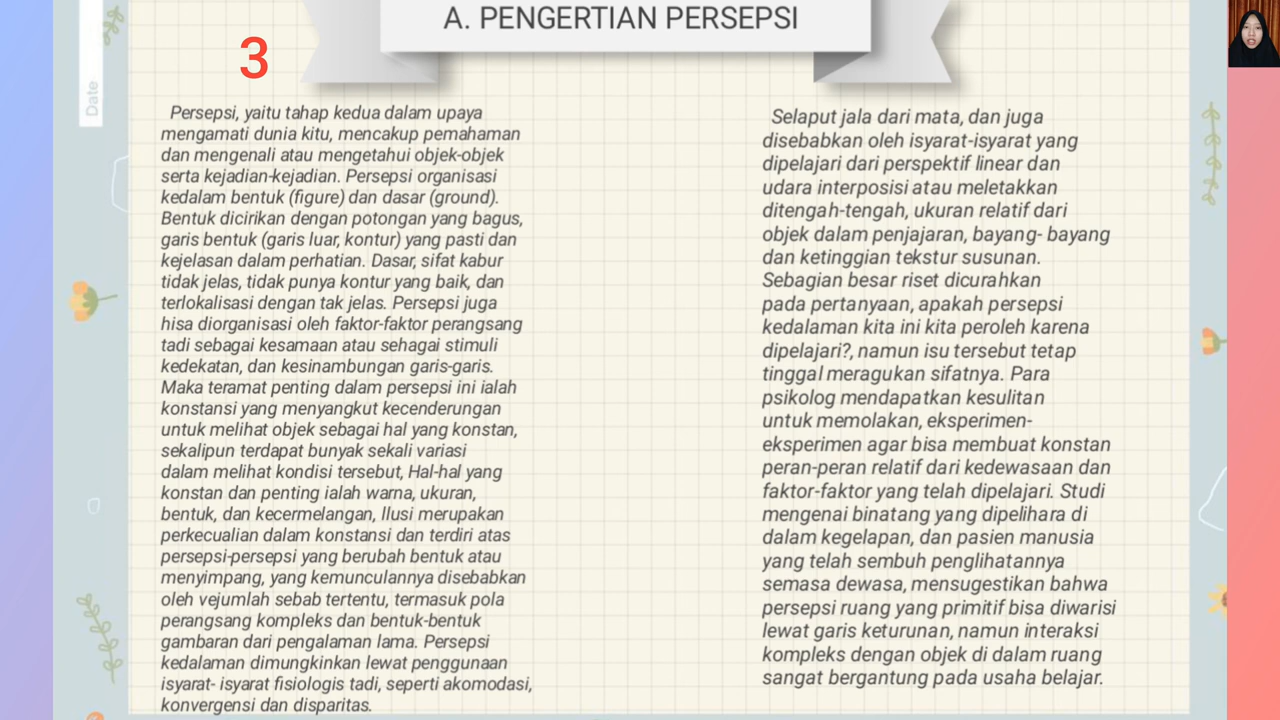 A. PENGERTIAN PERSEPSI
3
Date
Persepsi, yaitu tahap kedua dalam upaya
mengamati dunia kitu, mencakup pemahaman
dan mengenali atau mengetahui objek-objek
serta kejadian-kejadian. Persepsi organisasi
kedalam bentuk (figure) dan dasar (ground).
Bentuk dicirikan dengan potongan yang bagus,
garis bentuk (garis luar, kontur) yang pasti dan
kejelasan dalam perhatian. Dasar, sifat kabur
tidak jelas, tidak punya kontur yang baik, dan
terlokalisasi dengan tak jelas. Persepsi juga
hisa diorganisasi oleh faktor-faktor perangsang
tadi sebagai kesamaan atau sehagai stimuli
kedekatan, dan kesinambungan garis-garis.
Maka teramat penting dalam persepsi ini ialah
konstansi yang menyangkut kecenderungan
untuk melihat objek sebagai hal yang konstan,
sekalipun terdapat bunyak sekali variasi
dalam melihat kondisi tersebut, Hal-hal yang
konstan dan penting ialah warna, ukuran,
bentuk, dan kecermelangan, llusi merupakan
perkecualian dalam konstansi dan terdiri atas
persepsi-persepsi yang berubah bentuk atau
menyimpang, yang kemunculannya disebabkan
oleh vejumlah sebab tertentu, termasuk pola
perangsang kompleks dan bentuk-bentuk
gambaran dari pengalaman lama. Persepsi
kedalaman dimungkinkan lewat penggunaan
isyarat- isyarat fisiologis tadi, seperti akomodasi,
konvergensi dan disparitas.
Selaput jala dari mata, dan juga
disebabkan oleh isyarat-isyarat yang
dipelajari dari perspektif linear dan
udara interposisi atau meletakkan
ditengah-tengah, ukuran relatif dari
objek dalam penjajaran, bayang- bayang
dan ketinggian tekstur susunan.
Sebagian besar riset dicurahkan
pada pertanyaan, apakah persepsi
kedalaman kita ini kita peroleh karena
dipelajari?, namun isu tersebut tetap
tinggal meragukan sifatnya. Para
psikolog mendapatkan kesulitan
untuk memolakan, eksperimen-
eksperimen agar bisa membuat konstan
peran-peran relatif dari kedewasaan dan
faktor-faktor yang telah dipelajari. Studi
mengenai binatang yang dipelihara di
dalam kegelapan, dan pasien manusia
yang telah sembuh penglihatannya
semasa dewasa, mensugestikan bahwa
persepsi ruang yang primitif bisa diwarisi
lewat garis keturunan, namun interaksi
kompleks dengan objek di dalam ruang
sangat bergantung pada usaha belajar.